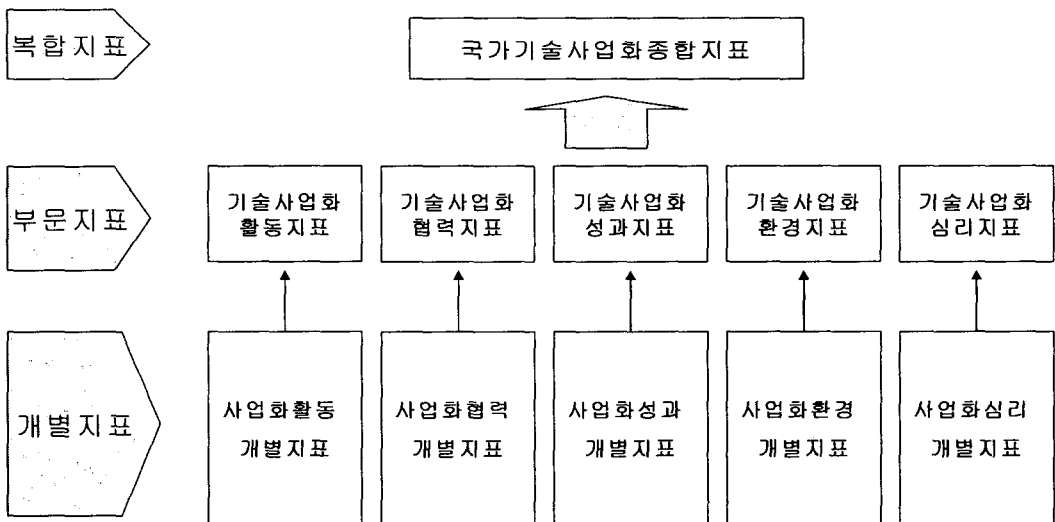 복합지표
국가기술사업화종합지표
부문지표
기술사업화
활동지표
기술사업화
협력지표
기술사업화
성과지표
기술사업화
환경지표
기술사업화
심리지표
개별지표
사업화활동
개별지표
사업화협력
개별지표
사업화성과
개별지표
사업화환경
개별지표
사업화심리
개별지표